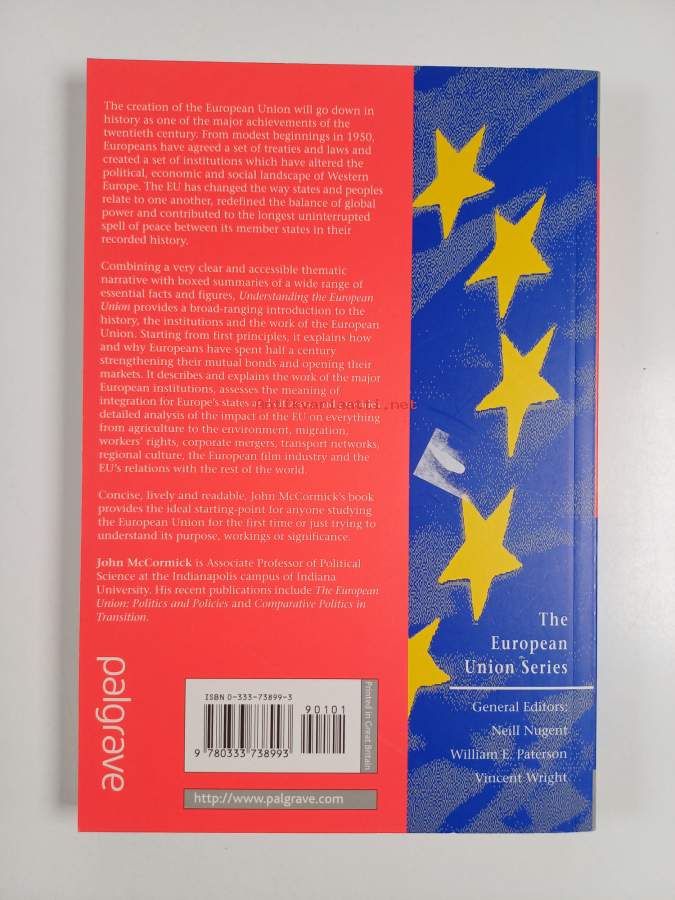 The creation of the European Union will go down in
history as one of the major achievements of the
twentieth century. From modest beginnings in 1950,
Europeans have agreed a set of treaties and laws and
created a set of institutions which have altered the
political, economic and social landscape of Western
Europe. The EU has changed the way states and peoples
relate to one another, redefined the balance of global
power and contributed to the longest uninterrupted
spell of peace between its member states in their
recorded history.
Combining a very clear and accessible thematic
narrative with boxed summaries of a wide range of
essential facts and figures, Understanding the European
Union provides a broad-ranging introduction to the
history, the institutions and the work of the European
Union. Starting from first principles, it explains how
and why Europeans have spent half a century
strengthening their mutual bonds and opening their
markets. It describes and explains the work of the major
European institutions, assesses the meaning of
integration for Europe's states and regions, and includes
detailed analysis of the impact of the EU on everything
from agriculture to the environment, migration,
workers' rights, corporate mergers, transport networks,
regional culture, the European film industry and the
EU's relations with the rest of the world.
Concise, lively and readable, John McCormick's book
provides the ideal starting-point for anyone studying
the European Union for the first time or just trying to
understand its purpose, workings or significance.
John McCormick is Associate Professor of Political
Science at the Indianapolis campus of Indiana
University. His recent publications include The European
Union: Politics and Policies and Comparative Politics in
Transition.
palgrave
ISBN 0-333-73899-3
90101
9 780333 738993
Printed in Great Britain
http://www.palgrave.com
The
European
Union Series
General Editors:
Neill Nugent
William E. Paterson
Vincent Wright